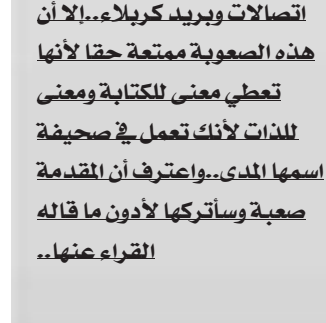 اتصالات وبريد كربلاء..إلا أن
هذه الصعوبة ممتعة حقا لأنها
تعطي معنى للكتابة ومعنى
للذات لأنك تعمل في صحيفة
اسمها المدى..واعترف أن المقدمة
صعبة وسأتركها لأدون ما قاله
القراء عنها..